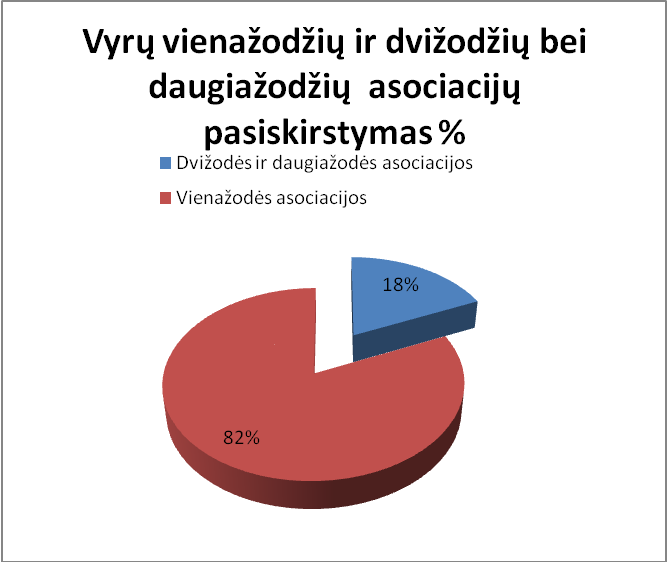 Vyrų vienažodžių ir dvižodžių bei
daugiažodžių asociacijų
pasiskirstymas %
Dvižodės ir daugiažodės asociacijos
Vienažodės asociacijos
18%
82%